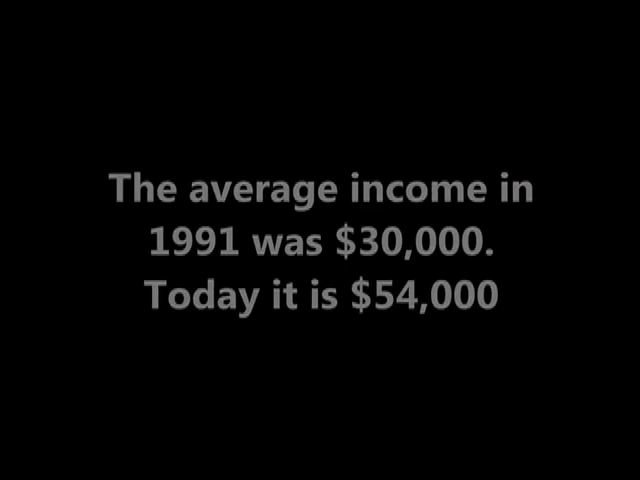 The average income in
1991 was $30,000.
Today it is $54,000